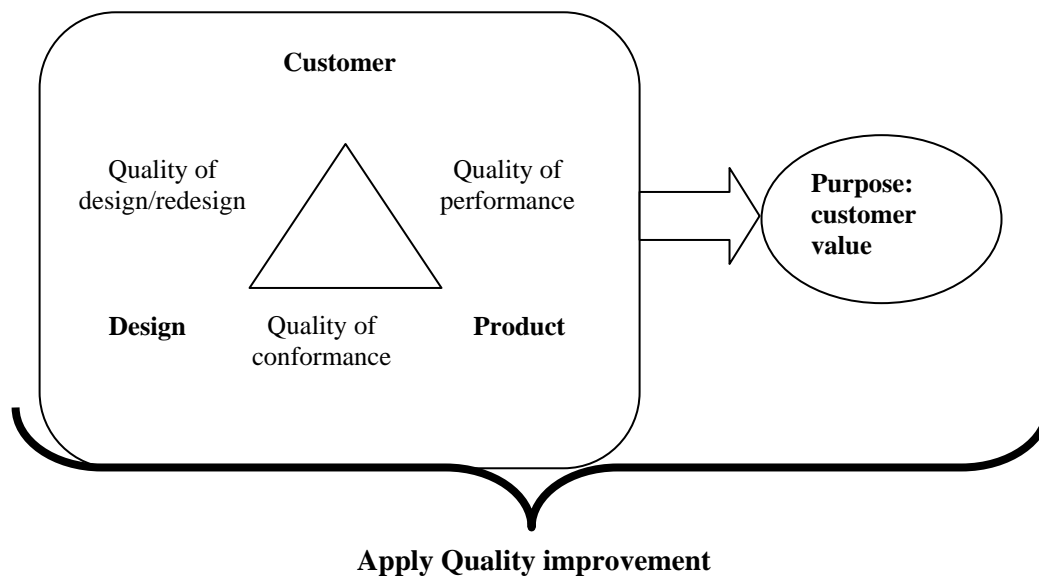 Customer
Quality of
design/redesign
Quality of
performance
Purpose:
customer
value
Design
Quality of
conformance
Product
Apply Quality improvement